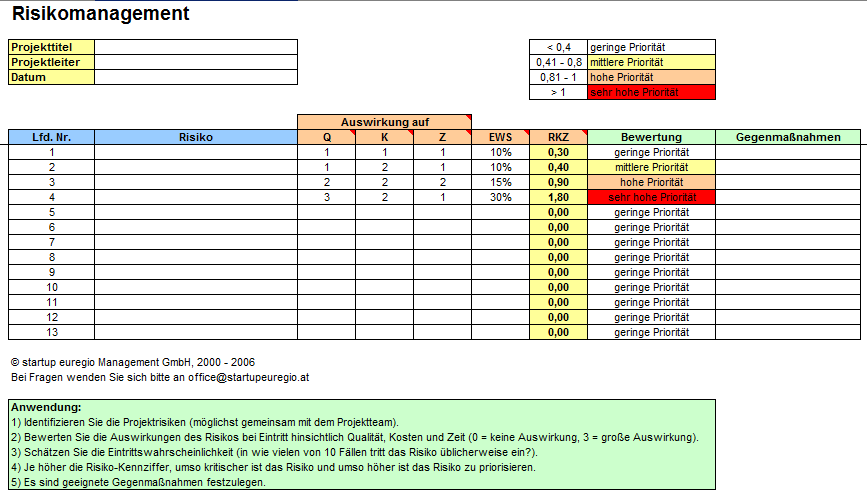 Risikomanagement
Projekttitel
Projektleiter
Datum
< 0,4 geringe Priorität
0,41 - 0,8 mittlere Priorität
0,81 - 1 hohe Priorität
> 1 sehr hohe Priorität
Auswirkung auf
Lfd. Nr. Risiko Q K Z EWS RKZ Bewertung Gegenmaßnahmen
1 1 1 1 10% 0,30 geringe Priorität
2 1 2 1 10% 0,40 mittlere Priorität
3 2 2 2 15% 0,90 hohe Priorität
4 3 2 1 30% 1,80 sehr hohe Priorität
5 0,00 geringe Priorität
6 0,00 geringe Priorität
7 0,00 geringe Priorität
8 0,00 geringe Priorität
9 0,00 geringe Priorität
10 0,00 geringe Priorität
11 0,00 geringe Priorität
12 0,00 geringe Priorität
13 0,00 geringe Priorität
© startup euregio Management GmbH, 2000 - 2006
Bei Fragen wenden Sie sich bitte an office@startupeuregio.at
Anwendung:
1) Identifizieren Sie die Projektrisiken (möglichst gemeinsam mit dem Projektteam).
2) Bewerten Sie die Auswirkungen des Risikos bei Eintritt hinsichtlich Qualität, Kosten und Zeit (0 = keine Auswirkung, 3 = große Auswirkung).
3) Schätzen Sie die Eintrittswahrscheinlichkeit (in wie vielen von 10 Fällen tritt das Risiko üblicherweise ein?).
4) Je höher die Risiko-Kennziffer, umso kritischer ist das Risiko und umso höher ist das Risiko zu priorisieren.
5) Es sind geeignete Gegenmaßnahmen festzulegen.